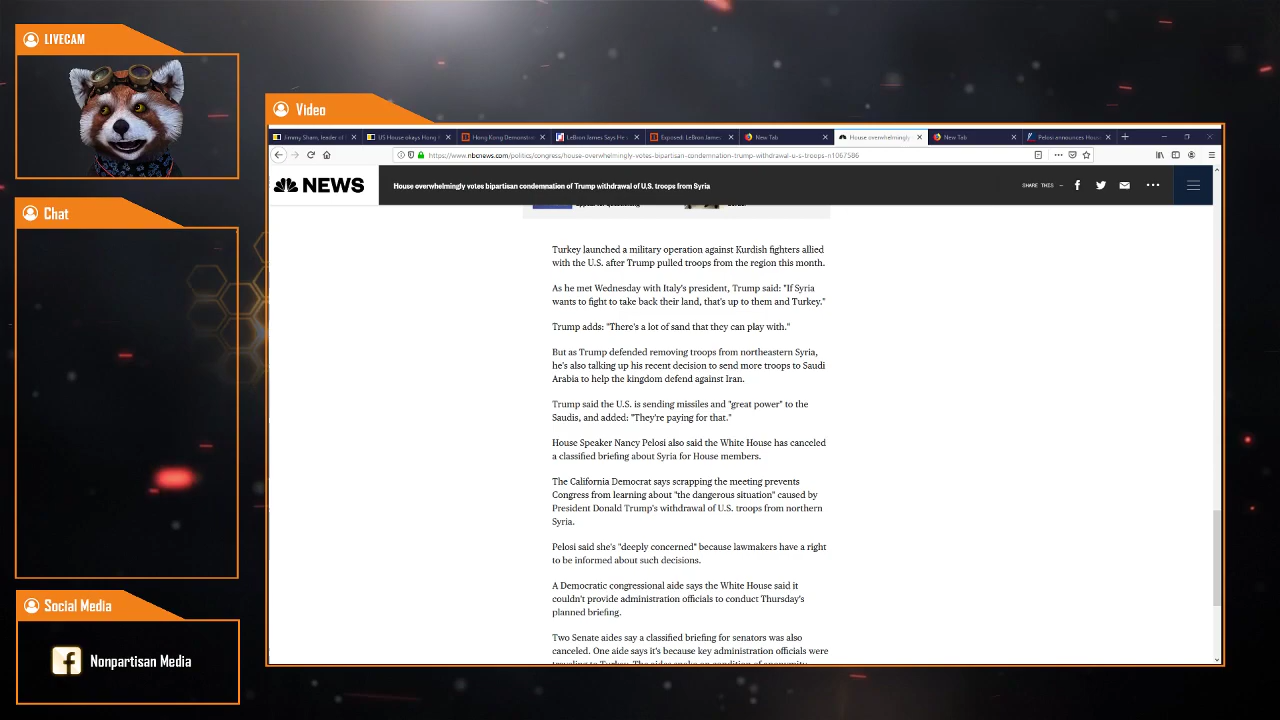 LIVECAM
Video
Jimmy Sham, leader of
US House okays Hong
Hong Kong Demonstra
LeBron James Says He
Exposed: LeBron James
New Tab
House overwhelmingly
New Tab
Pelosi announces Hous
https://www.nbcnews.com/politics/congress/house-overwhelmingly-votes-bipartisan-condemnation-trump-withdrawal-u-s-troops-n1067586
NEWS
House overwhelmingly votes bipartisan condemnation of Trump withdrawal of U.S. troops from Syria
SHARE THIS —
Chat
Turkey launched a military operation against Kurdish fighters allied
with the U.S. after Trump pulled troops from the region this month.
As he met Wednesday with Italy's president, Trump said: "If Syria
wants to fight to take back their land, that's up to them and Turkey."
Trump adds: "There's a lot of sand that they can play with."
But as Trump defended removing troops from northeastern Syria,
he's also talking up his recent decision to send more troops to Saudi
Arabia to help the kingdom defend against Iran.
Trump said the U.S. is sending missiles and "great power" to the
Saudis, and added: "They're paying for that."
House Speaker Nancy Pelosi also said the White House has canceled
a classified briefing about Syria for House members.
The California Democrat says scrapping the meeting prevents
Congress from learning about "the dangerous situation" caused by
President Donald Trump's withdrawal of U.S. troops from northern
Syria.
Pelosi said she's "deeply concerned" because lawmakers have a right
to be informed about such decisions.
A Democratic congressional aide says the White House said it
couldn't provide administration officials to conduct Thursday's
planned briefing.
Two Senate aides say a classified briefing for senators was also
canceled. One aide says it's because key administration officials were
Social Media
f
Nonpartisan Media